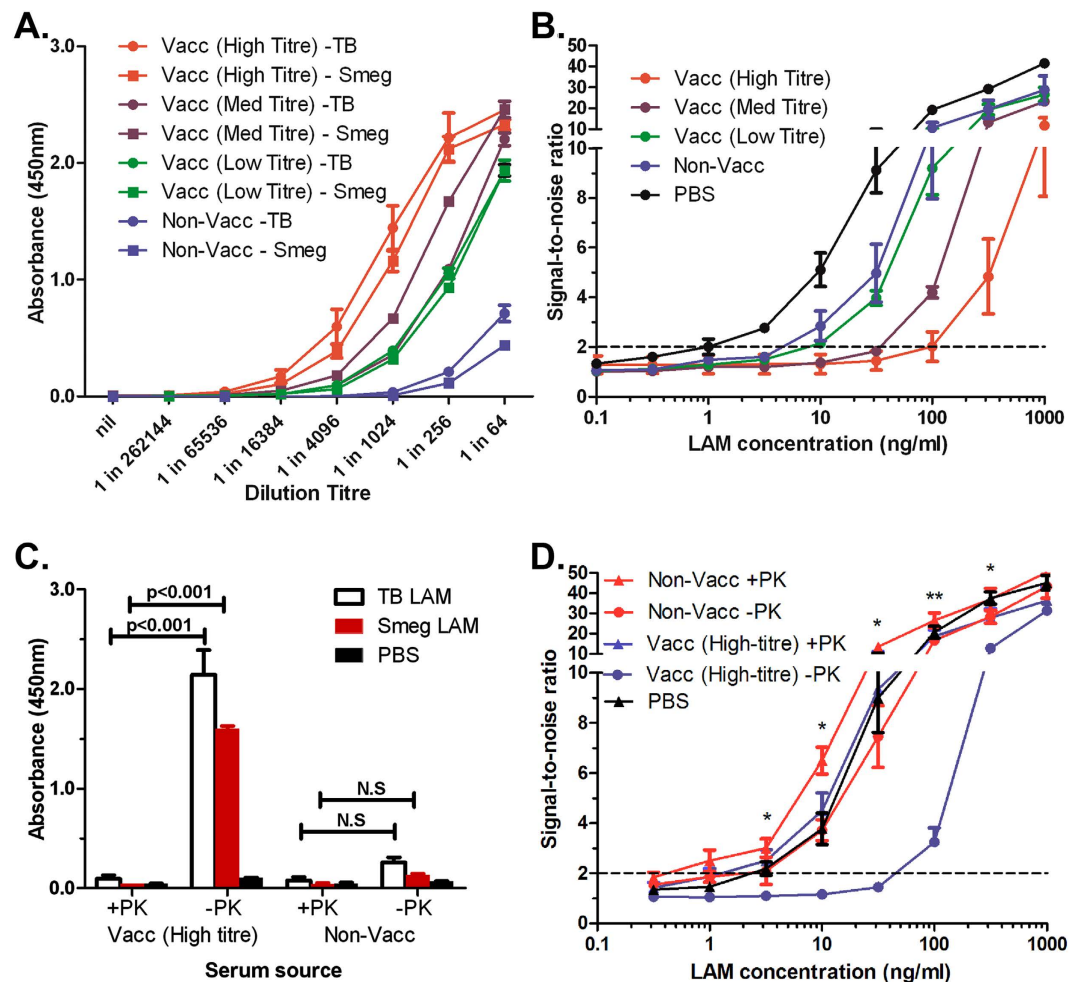 A.
3.0
2.0
1.0
0.0
Absorbance (450nm)
Vacc (High Titre) -TB
Vacc (High Titre) - Smeg
Vacc (Med Titre) -TB
Vacc (Med Titre) - Smeg
Vacc (Low Titre) -TB
Vacc (Low Titre) - Smeg
Non-Vacc -TB
Non-Vacc - Smeg
nil
1 in 262144
1 in 65536
1 in 16384
1 in 4096
1 in 1024
1 in 256
1 in 64
Dilution Titre
B.
50
40
30
20
10
10
8
6
4
2
0
Signal-to-noise ratio
Vacc (High Titre)
Vacc (Med Titre)
Vacc (Low Titre)
Non-Vacc
PBS
0.1 1 10 100 1000
LAM concentration (ng/ml)
C.
3.0
2.0
1.0
0.0
Absorbance (450nm)
p<0.001
p<0.001
TB LAM
Smeg LAM
PBS
N.S
N.S
+PK -PK +PK -PK
Vacc (High titre) Non-Vacc
Serum source
D.
50
40
30
20
10
10
8
6
4
2
0
Signal-to-noise ratio
Non-Vacc +PK
Non-Vacc -PK
Vacc (High-titre) +PK
Vacc (High-titre) -PK
PBS
*
*
*
**
*
0.1 1 10 100 1000
LAM concentration (ng/ml)